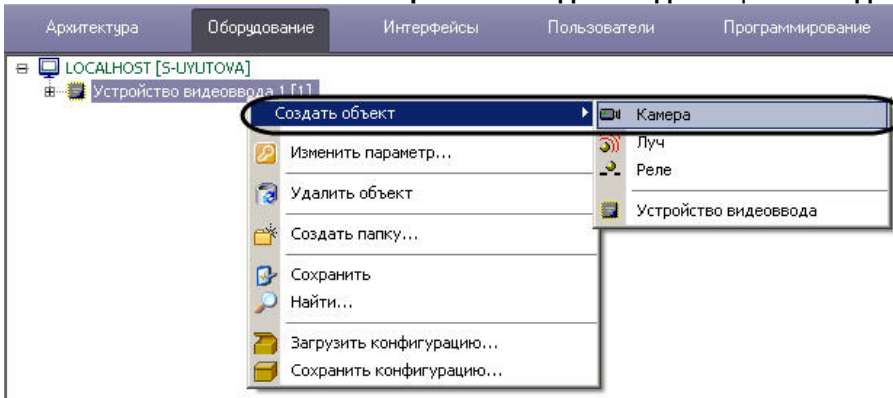 Архитектура Оборудование Интерфейсы Пользователи Программирование
LOCALHOST [S-UYUTOVA]
Устройство видеоввода 1 [1]
Создать объект
Камера
Изменить параметр...
Луч
Реле
Удалить объект
Устройство видеоввода
Создать папку...
Сохранить
Найти...
Загрузить конфигурацию...
Сохранить конфигурацию...